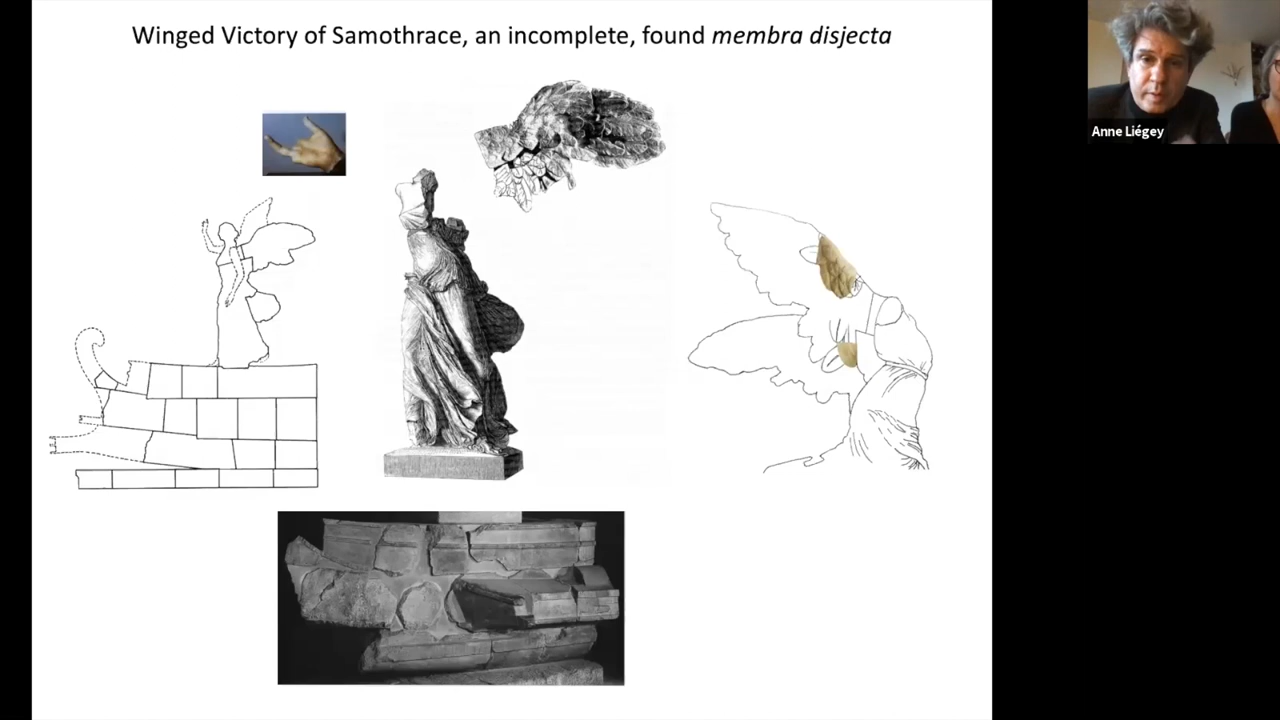 Winged Victory of Samothrace, an incomplete, found membra disjecta
Anne Liégey